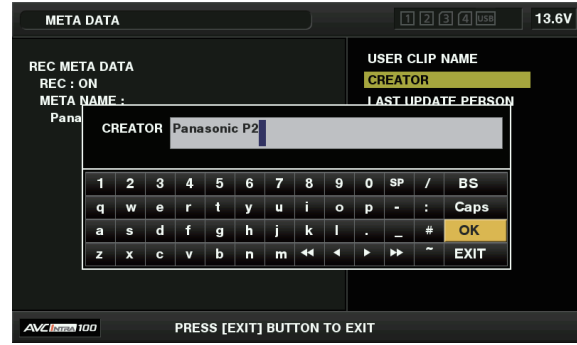 META DATA
1 2 3 4 USB
13.6V
REC META DATA
REC : ON
META NAME :
Pana
USER CLIP NAME
CREATOR
LAST UPDATE PERSON
CREATOR Panasonic P2
1 2 3 4 5 6 7 8 9 0 SP / BS
q w e r t y u i o p - : Caps
a s d f g h j k l . _ # OK
z x c v b n m ◀◀ ◀ ▶ ▶▶ ~ EXIT
AVC INTRA 100
PRESS [EXIT] BUTTON TO EXIT